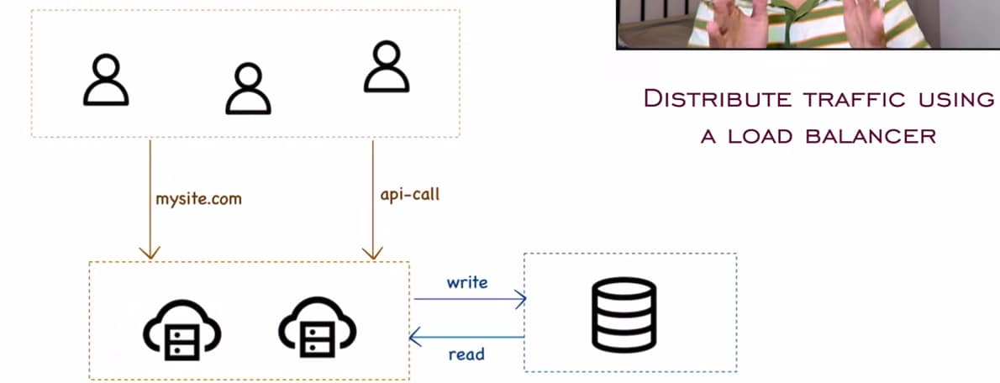 DISTRIBUTE TRAFFIC USING
A LOAD BALANCER
mysite.com
api-call
write
read